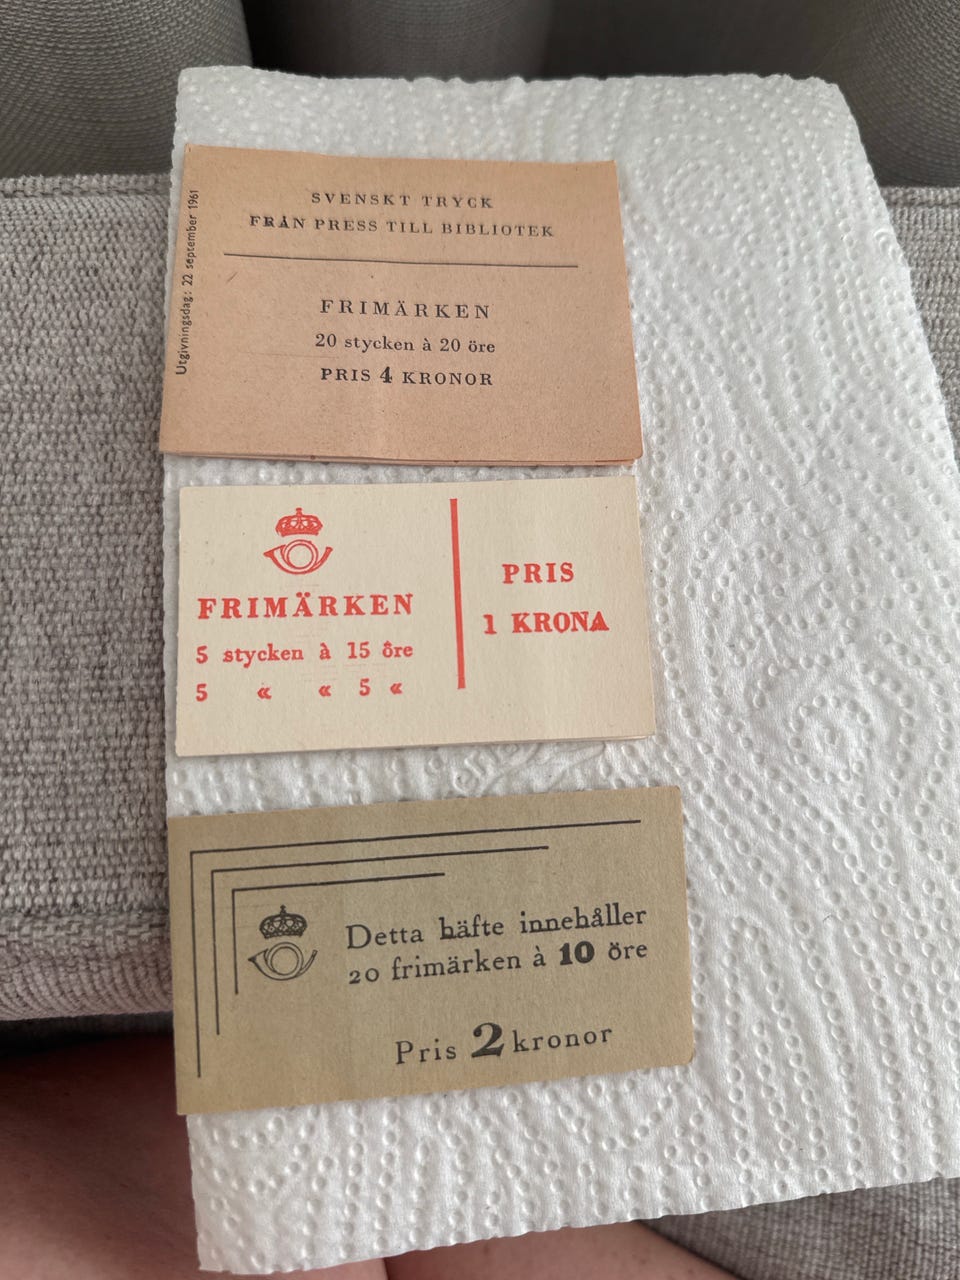 Utgivningsdag: 22 september 1961
SVENSKT TRYCK
FRÅN PRESS TILL BIBLIOTEK
FRIMÄRKEN
20 stycken à 20 öre
PRIS 4 KRONOR
FRIMÄRKEN
5 stycken à 15 öre
5 « « 5 «
PRIS
1 KRONA
Detta häfte innehåller
20 frimärken à 10 öre
Pris 2 kronor